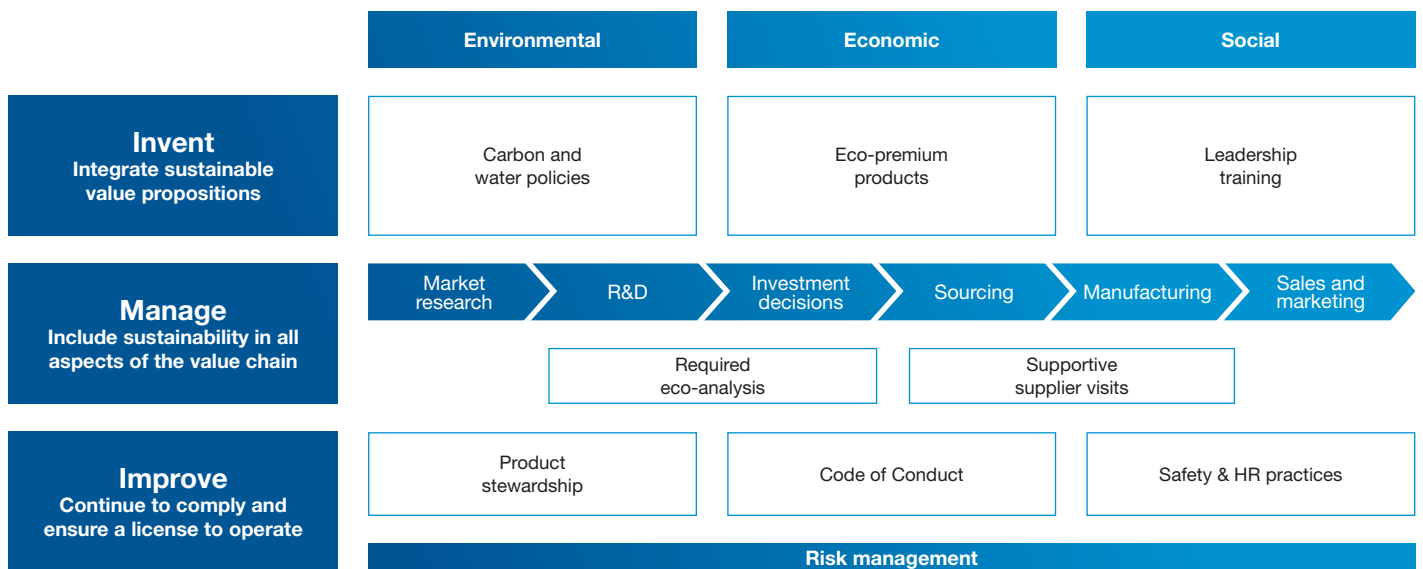 Environmental
Economic
Social
Invent
Integrate sustainable
value propositions
Carbon and
water policies
Eco-premium
products
Leadership
training
Manage
Include sustainability in all
aspects of the value chain
Market
research
R&D
Investment
decisions
Sourcing
Manufacturing
Sales and
marketing
Required
eco-analysis
Supportive
supplier visits
Improve
Continue to comply and
ensure a license to operate
Product
stewardship
Code of Conduct
Safety & HR practices
Risk management